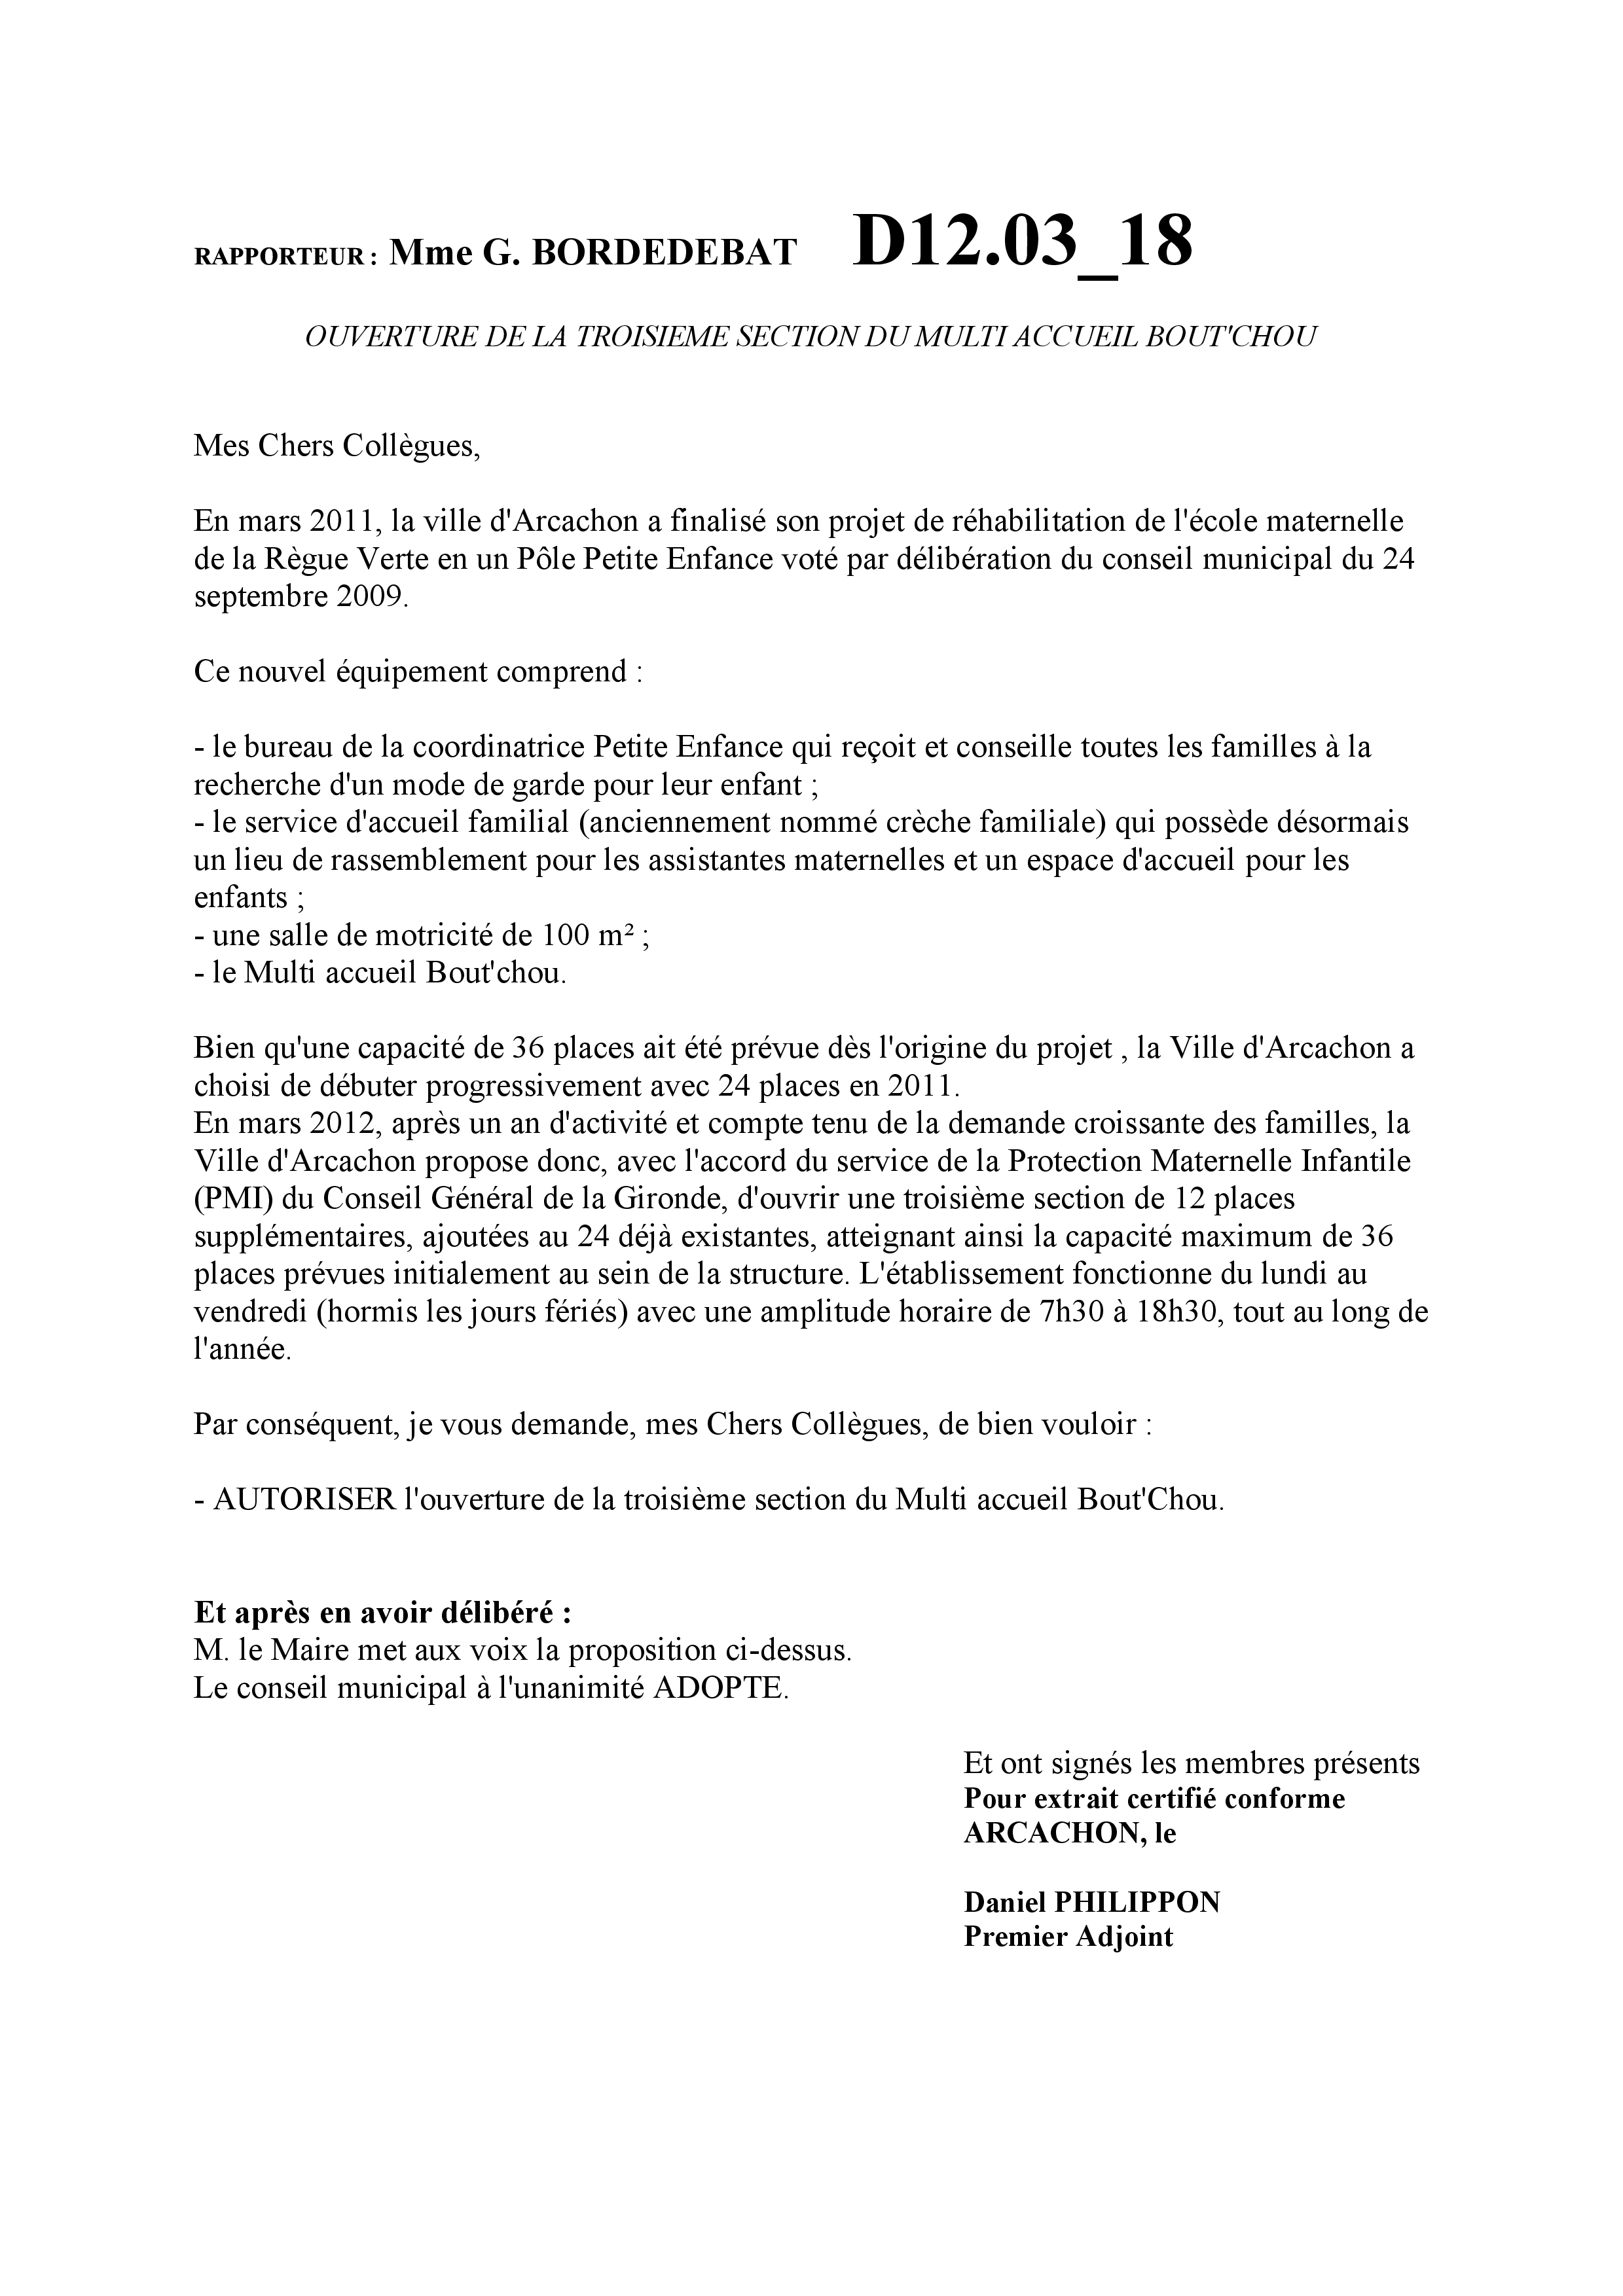 RAPPORTEUR : Mme G. BORDEDEBAT D12.03_18
OUVERTURE DE LA TROISIEME SECTION DU MULTI ACCUEIL BOUT'CHOU
Mes Chers Collègues,
En mars 2011, la ville d'Arcachon a finalisé son projet de réhabilitation de l'école maternelle
de la Règue Verte en un Pôle Petite Enfance voté par délibération du conseil municipal du 24
septembre 2009.
Ce nouvel équipement comprend :
- le bureau de la coordinatrice Petite Enfance qui reçoit et conseille toutes les familles à la
recherche d'un mode de garde pour leur enfant ;
- le service d'accueil familial (anciennement nommé crèche familiale) qui possède désormais
un lieu de rassemblement pour les assistantes maternelles et un espace d'accueil pour les
enfants ;
- une salle de motricité de 100 m² ;
- le Multi accueil Bout'chou.
Bien qu'une capacité de 36 places ait été prévue dès l'origine du projet , la Ville d'Arcachon a
choisi de débuter progressivement avec 24 places en 2011.
En mars 2012, après un an d'activité et compte tenu de la demande croissante des familles, la
Ville d'Arcachon propose donc, avec l'accord du service de la Protection Maternelle Infantile
(PMI) du Conseil Général de la Gironde, d'ouvrir une troisième section de 12 places
supplémentaires, ajoutées au 24 déjà existantes, atteignant ainsi la capacité maximum de 36
places prévues initialement au sein de la structure. L'établissement fonctionne du lundi au
vendredi (hormis les jours fériés) avec une amplitude horaire de 7h30 à 18h30, tout au long de
l'année.
Par conséquent, je vous demande, mes Chers Collègues, de bien vouloir :
- AUTORISER l'ouverture de la troisième section du Multi accueil Bout'Chou.
Et après en avoir délibéré :
M. le Maire met aux voix la proposition ci-dessus.
Le conseil municipal à l'unanimité ADOPTE.
Et ont signés les membres présents
Pour extrait certifié conforme
ARCACHON, le
Daniel PHILIPPON
Premier Adjoint